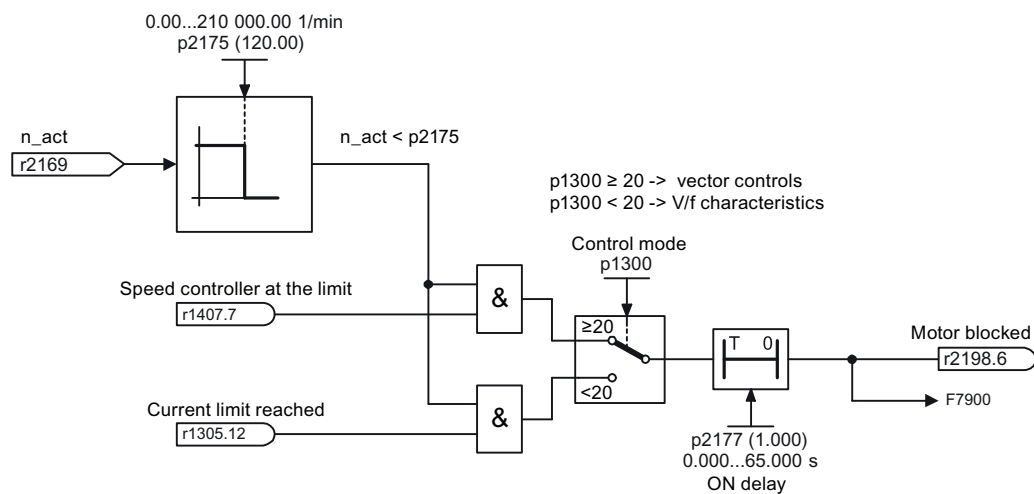 0.00...210 000.00 1/min
p2175 (120.00)
n_act
r2169
n_act < p2175
p1300 ≥ 20 -> vector controls
p1300 < 20 -> V/f characteristics
Control mode
p1300
Speed controller at the limit
r1407.7
&
≥20
<20
T 0
Motor blocked
r2198.6
F7900
Current limit reached
r1305.12
&
p2177 (1.000)
0.000...65.000 s
ON delay